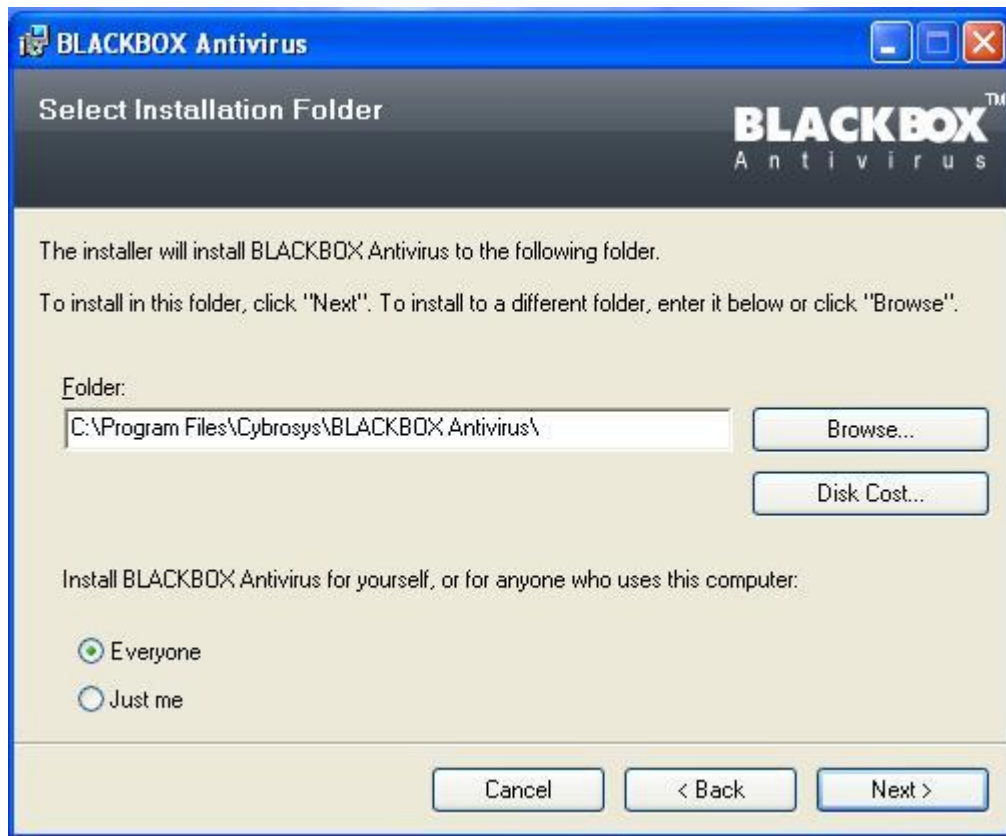 BLACKBOX Antivirus
Select Installation Folder
BLACKBOX™
Antivirus
The installer will install BLACKBOX Antivirus to the following folder.
To install in this folder, click "Next". To install to a different folder, enter it below or click "Browse".
Folder:
C:\Program Files\Cybrosys\BLACKBOX Antivirus\
Browse...
Disk Cost...
Install BLACKBOX Antivirus for yourself, or for anyone who uses this computer:
Everyone
Just me
Cancel
< Back
Next >